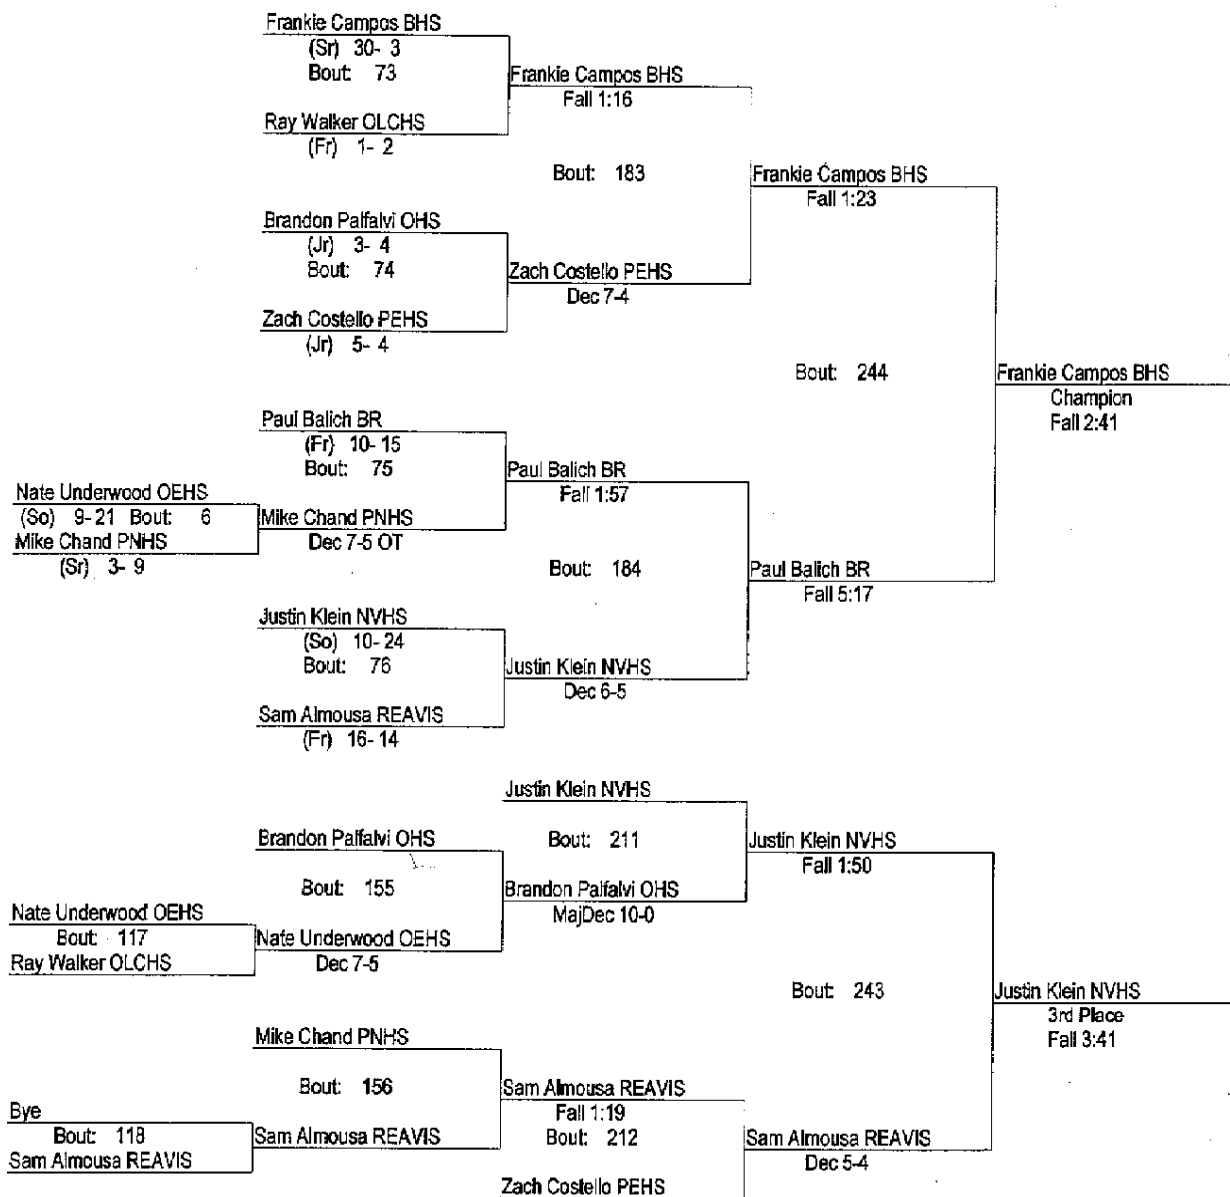 Frankie Campos BHS
(Sr) 30- 3
Bout: 73
Frankie Campos BHS
Fall 1:16
Ray Walker OLCHS
(Fr) 1- 2
Bout: 183
Frankie Campos BHS
Fall 1:23
Brandon Palfalvi OHS
(Jr) 3- 4
Bout: 74
Zach Costello PEHS
Dec 7-4
Zach Costello PEHS
(Jr) 5- 4
Bout: 244
Frankie Campos BHS
Champion
Fall 2:41
Paul Balich BR
(Fr) 10- 15
Bout: 75
Paul Balich BR
Fall 1:57
Nate Underwood OEHS
(So) 9- 21 Bout: 6
Mike Chand PNHS
(Sr) 3- 9
Mike Chand PNHS
Dec 7-5 OT
Bout: 184
Paul Balich BR
Fall 5:17
Justin Klein NVHS
(So) 10- 24
Bout: 76
Justin Klein NVHS
Dec 6-5
Sam Almousa REAVIS
(Fr) 16- 14
Justin Klein NVHS
Bout: 211
Justin Klein NVHS
Fall 1:50
Brandon Palfalvi OHS
Bout: 155
Brandon Palfalvi OHS
MajDec 10-0
Nate Underwood OEHS
Bout: 117
Ray Walker OLCHS
Nate Underwood OEHS
Dec 7-5
Bout: 243
Justin Klein NVHS
3rd Place
Fall 3:41
Mike Chand PNHS
Bout: 156
Sam Almousa REAVIS
Fall 1:19
Bye
Bout: 118
Sam Almousa REAVIS
Sam Almousa REAVIS
Bout: 212
Sam Almousa REAVIS
Dec 5-4
Zach Costello PEHS